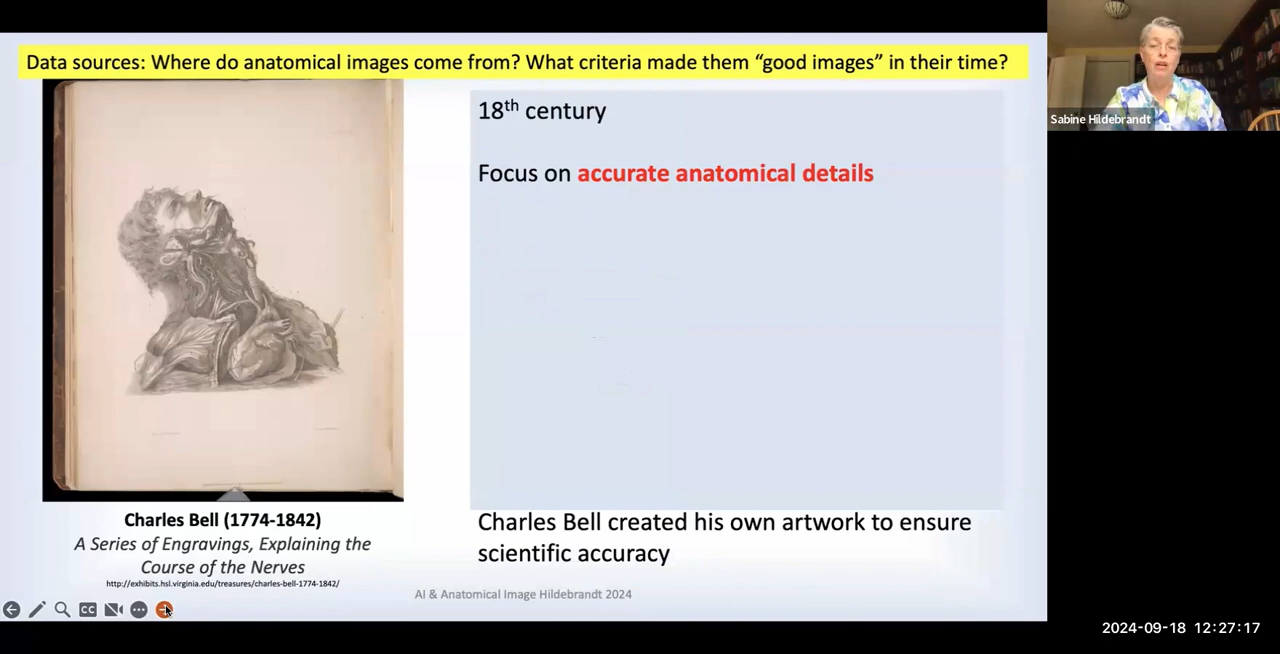 Data sources: Where do anatomical images come from? What criteria made them “good images” in their time?
Sabine Hildebrandt
18th century
Focus on accurate anatomical details
Charles Bell created his own artwork to ensure
scientific accuracy
Charles Bell (1774-1842)
A Series of Engravings, Explaining the
Course of the Nerves
http://exhibits.hsl.virginia.edu/treasures/charles-bell-1774-1842/
AI & Anatomical Image Hildebrandt 2024
CC
2024-09-18 12:27:17